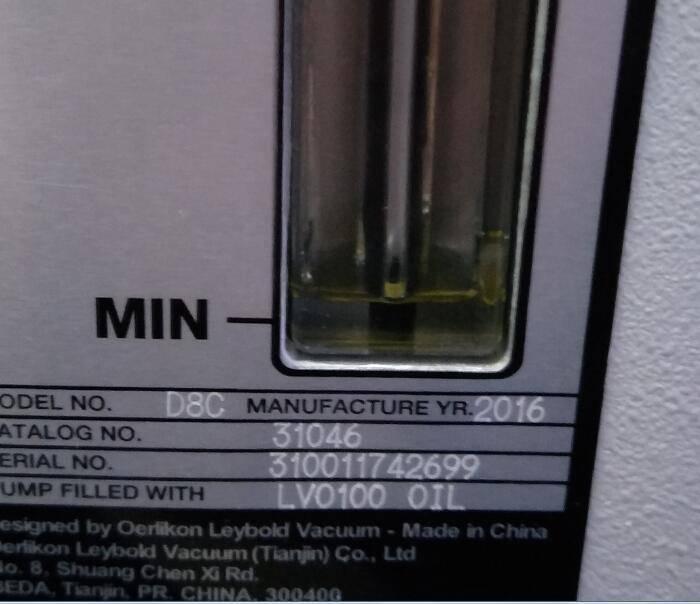 MIN
ODEL NO. D8C MANUFACTURE YR. 2016
ATALOG NO. 31046
ERIAL NO. 310011742699
UMP FILLED WITH LVO100 OIL
esigned by Oerlikon Leybold Vacuum - Made in China
erlikon Leybold Vacuum (Tianjin) Co., Ltd
No. 8, Shuang Chen Xi Rd.
BEDA, Tianjin, PR. CHINA, 300400